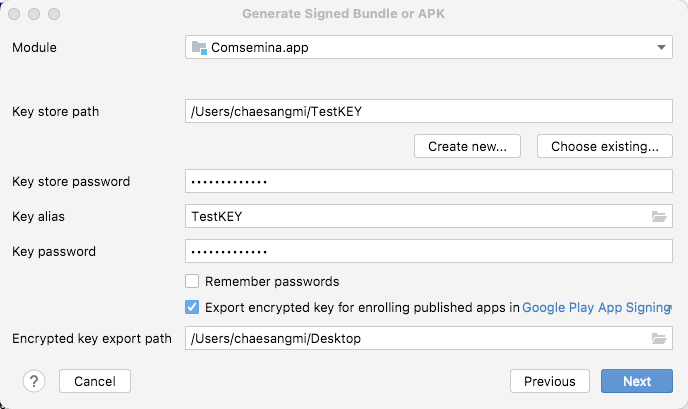 Generate Signed Bundle or APK
Module
Comsemina.app
Key store path
/Users/chaesangmi/TestKEY
Create new...
Choose existing...
Key store password
•••••••••••••
Key alias
TestKEY
Key password
•••••••••••••
Remember passwords
Export encrypted key for enrolling published apps in Google Play App Signing
Encrypted key export path
/Users/chaesangmi/Desktop
?
Cancel
Previous
Next